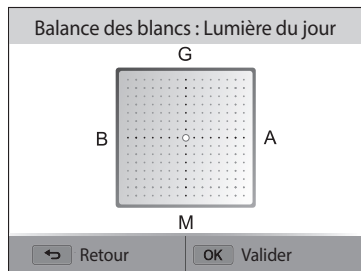 Balance des blancs : Lumière du jour
G
B A
M
Retour OK Valider